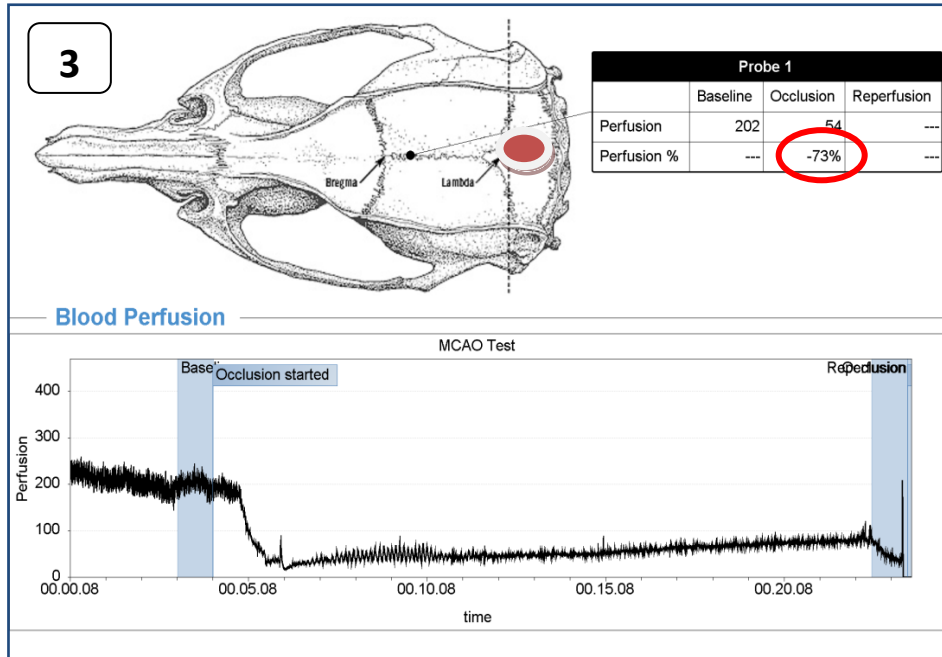 3
Bregma
Lambda
Probe 1
Baseline Occlusion Reperfusion
Perfusion 202 54 ---
Perfusion % --- -73% ---
Blood Perfusion
MCAO Test
Occlusion started
Occlusion
Perfusion
400
300
200
100
0
00.00.08 00.05.08 00.10.08 00.15.08 00.20.08
time